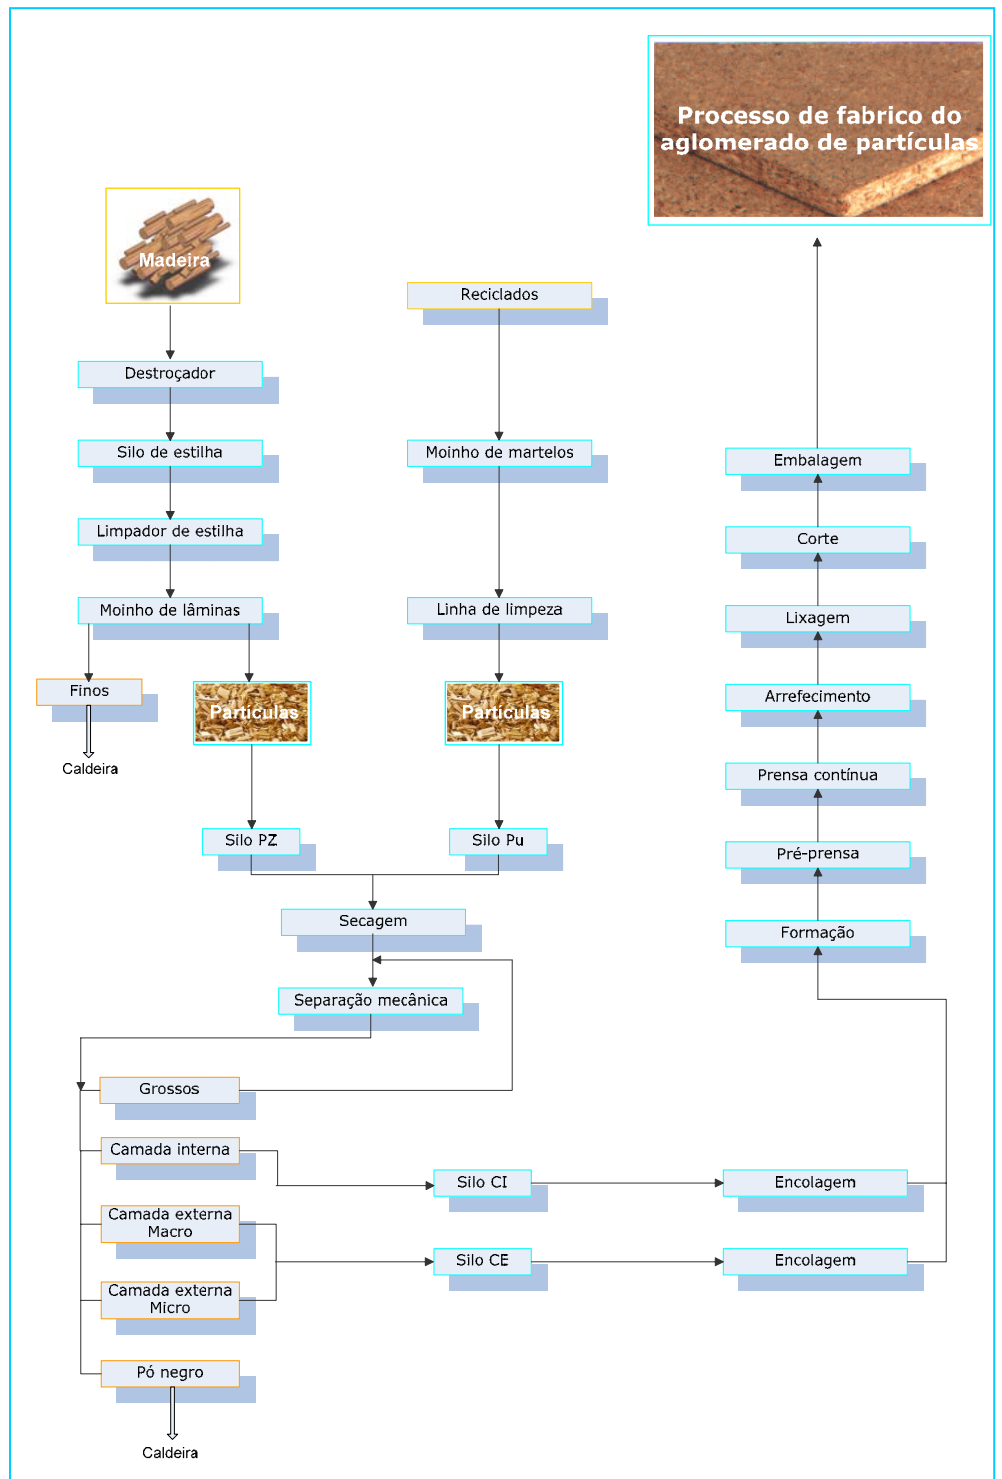 Processo de fabrico do
aglomerado de partículas
Madeira
Reciclados
Destroçador
Silo de estilha
Moinho de martelos
Embalagem
Limpador de estilha
Corte
Moinho de lâminas
Linha de limpeza
Lixagem
Finos
Partículas
Partículas
Arrefecimento
Caldeira
Prensa contínua
Silo PZ
Silo Pu
Pré-prensa
Secagem
Formação
Separação mecânica
Grossos
Camada interna
Silo CI
Encolagem
Camada externa
Macro
Silo CE
Encolagem
Camada externa
Micro
Pó negro
Caldeira